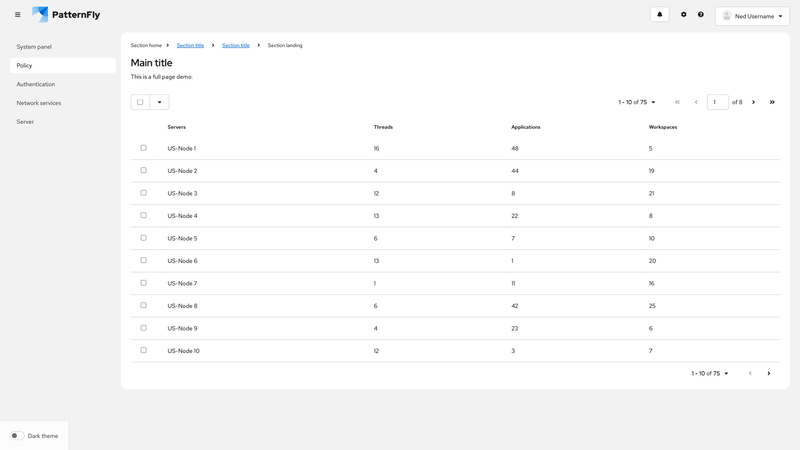 PatternFly
Ned Username
System panel
Policy
Authentication
Network services
Server
Section home Section title Section title Section landing
Main title
This is a full page demo.
1 - 10 of 75 1 of 8
Servers Threads Applications Workspaces
US-Node 1 16 48 5
US-Node 2 4 44 19
US-Node 3 12 8 21
US-Node 4 13 22 8
US-Node 5 6 7 10
US-Node 6 13 1 20
US-Node 7 1 11 16
US-Node 8 6 42 25
US-Node 9 4 23 6
US-Node 10 12 3 7
1 - 10 of 75
Dark theme